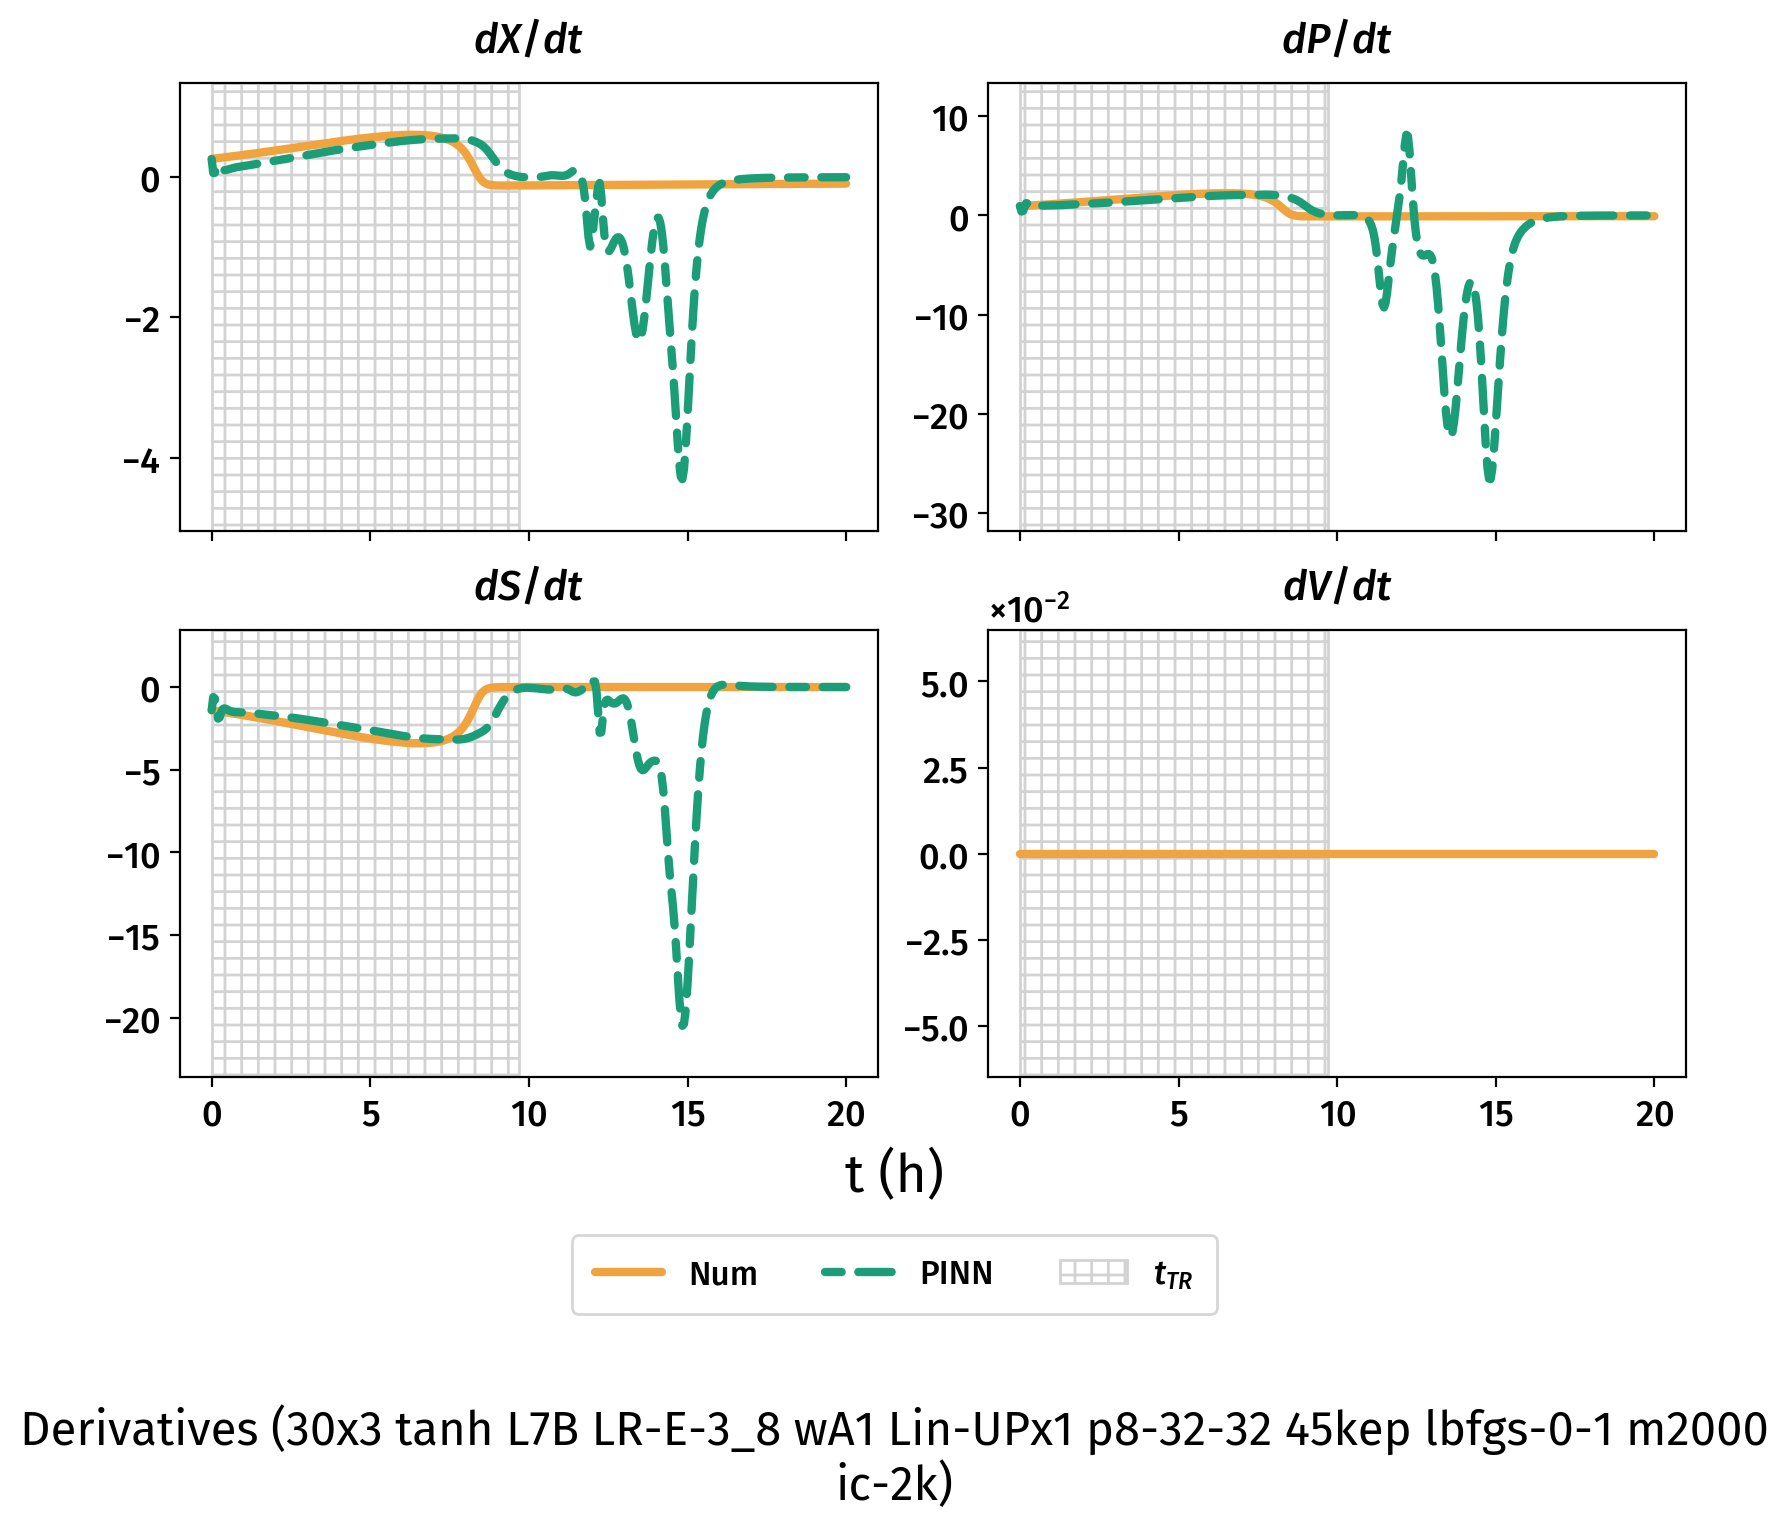 dX/dt
dP/dt
0
−2
−4
10
0
−10
−20
−30
dS/dt
dV/dt
×10⁻²
0
−5
−10
−15
−20
5.0
2.5
0.0
−2.5
−5.0
0 5 10 15 20
0 5 10 15 20
t (h)
Num PINN t_TR
Derivatives (30x3 tanh L7B LR-E-3_8 wA1 Lin-UPx1 p8-32-32 45kep lbfgs-0-1 m2000
ic-2k)